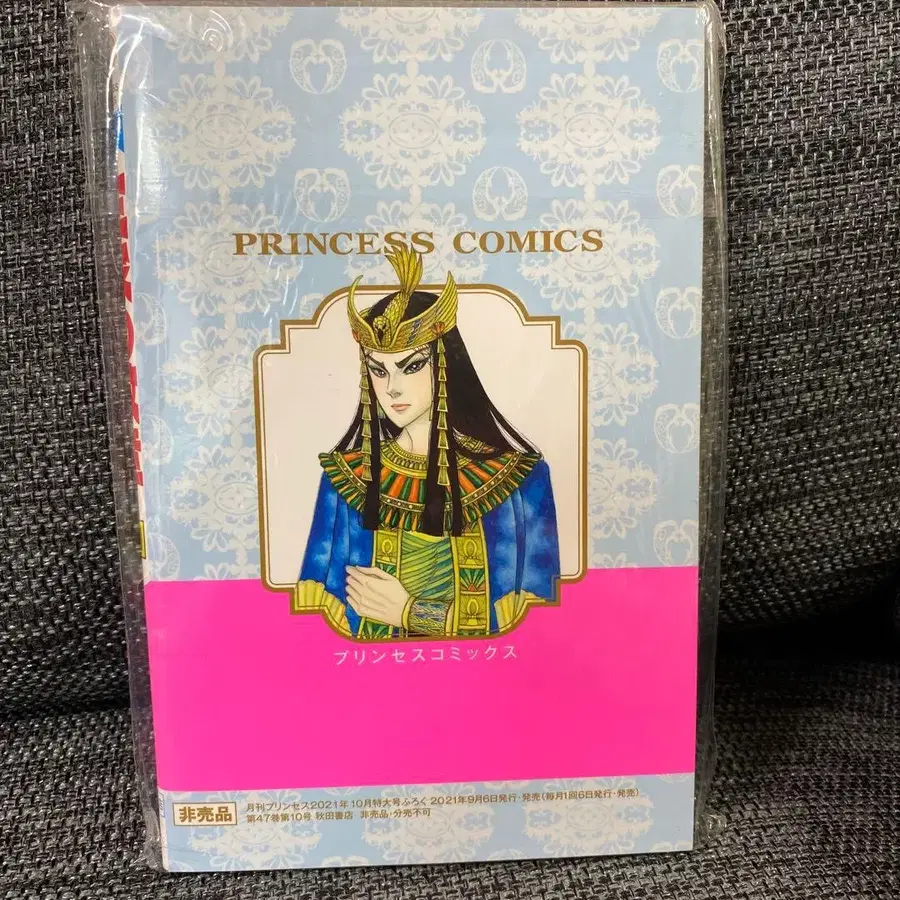 PRINCESS COMICS
プリンセスコミックス
非売品
月刊プリンセス2021年10月特大号ふろく 2021年9月6日発行・発売(毎月1回6日発行・発売)
第47巻第10号 秋田書店 非売品・分売不可